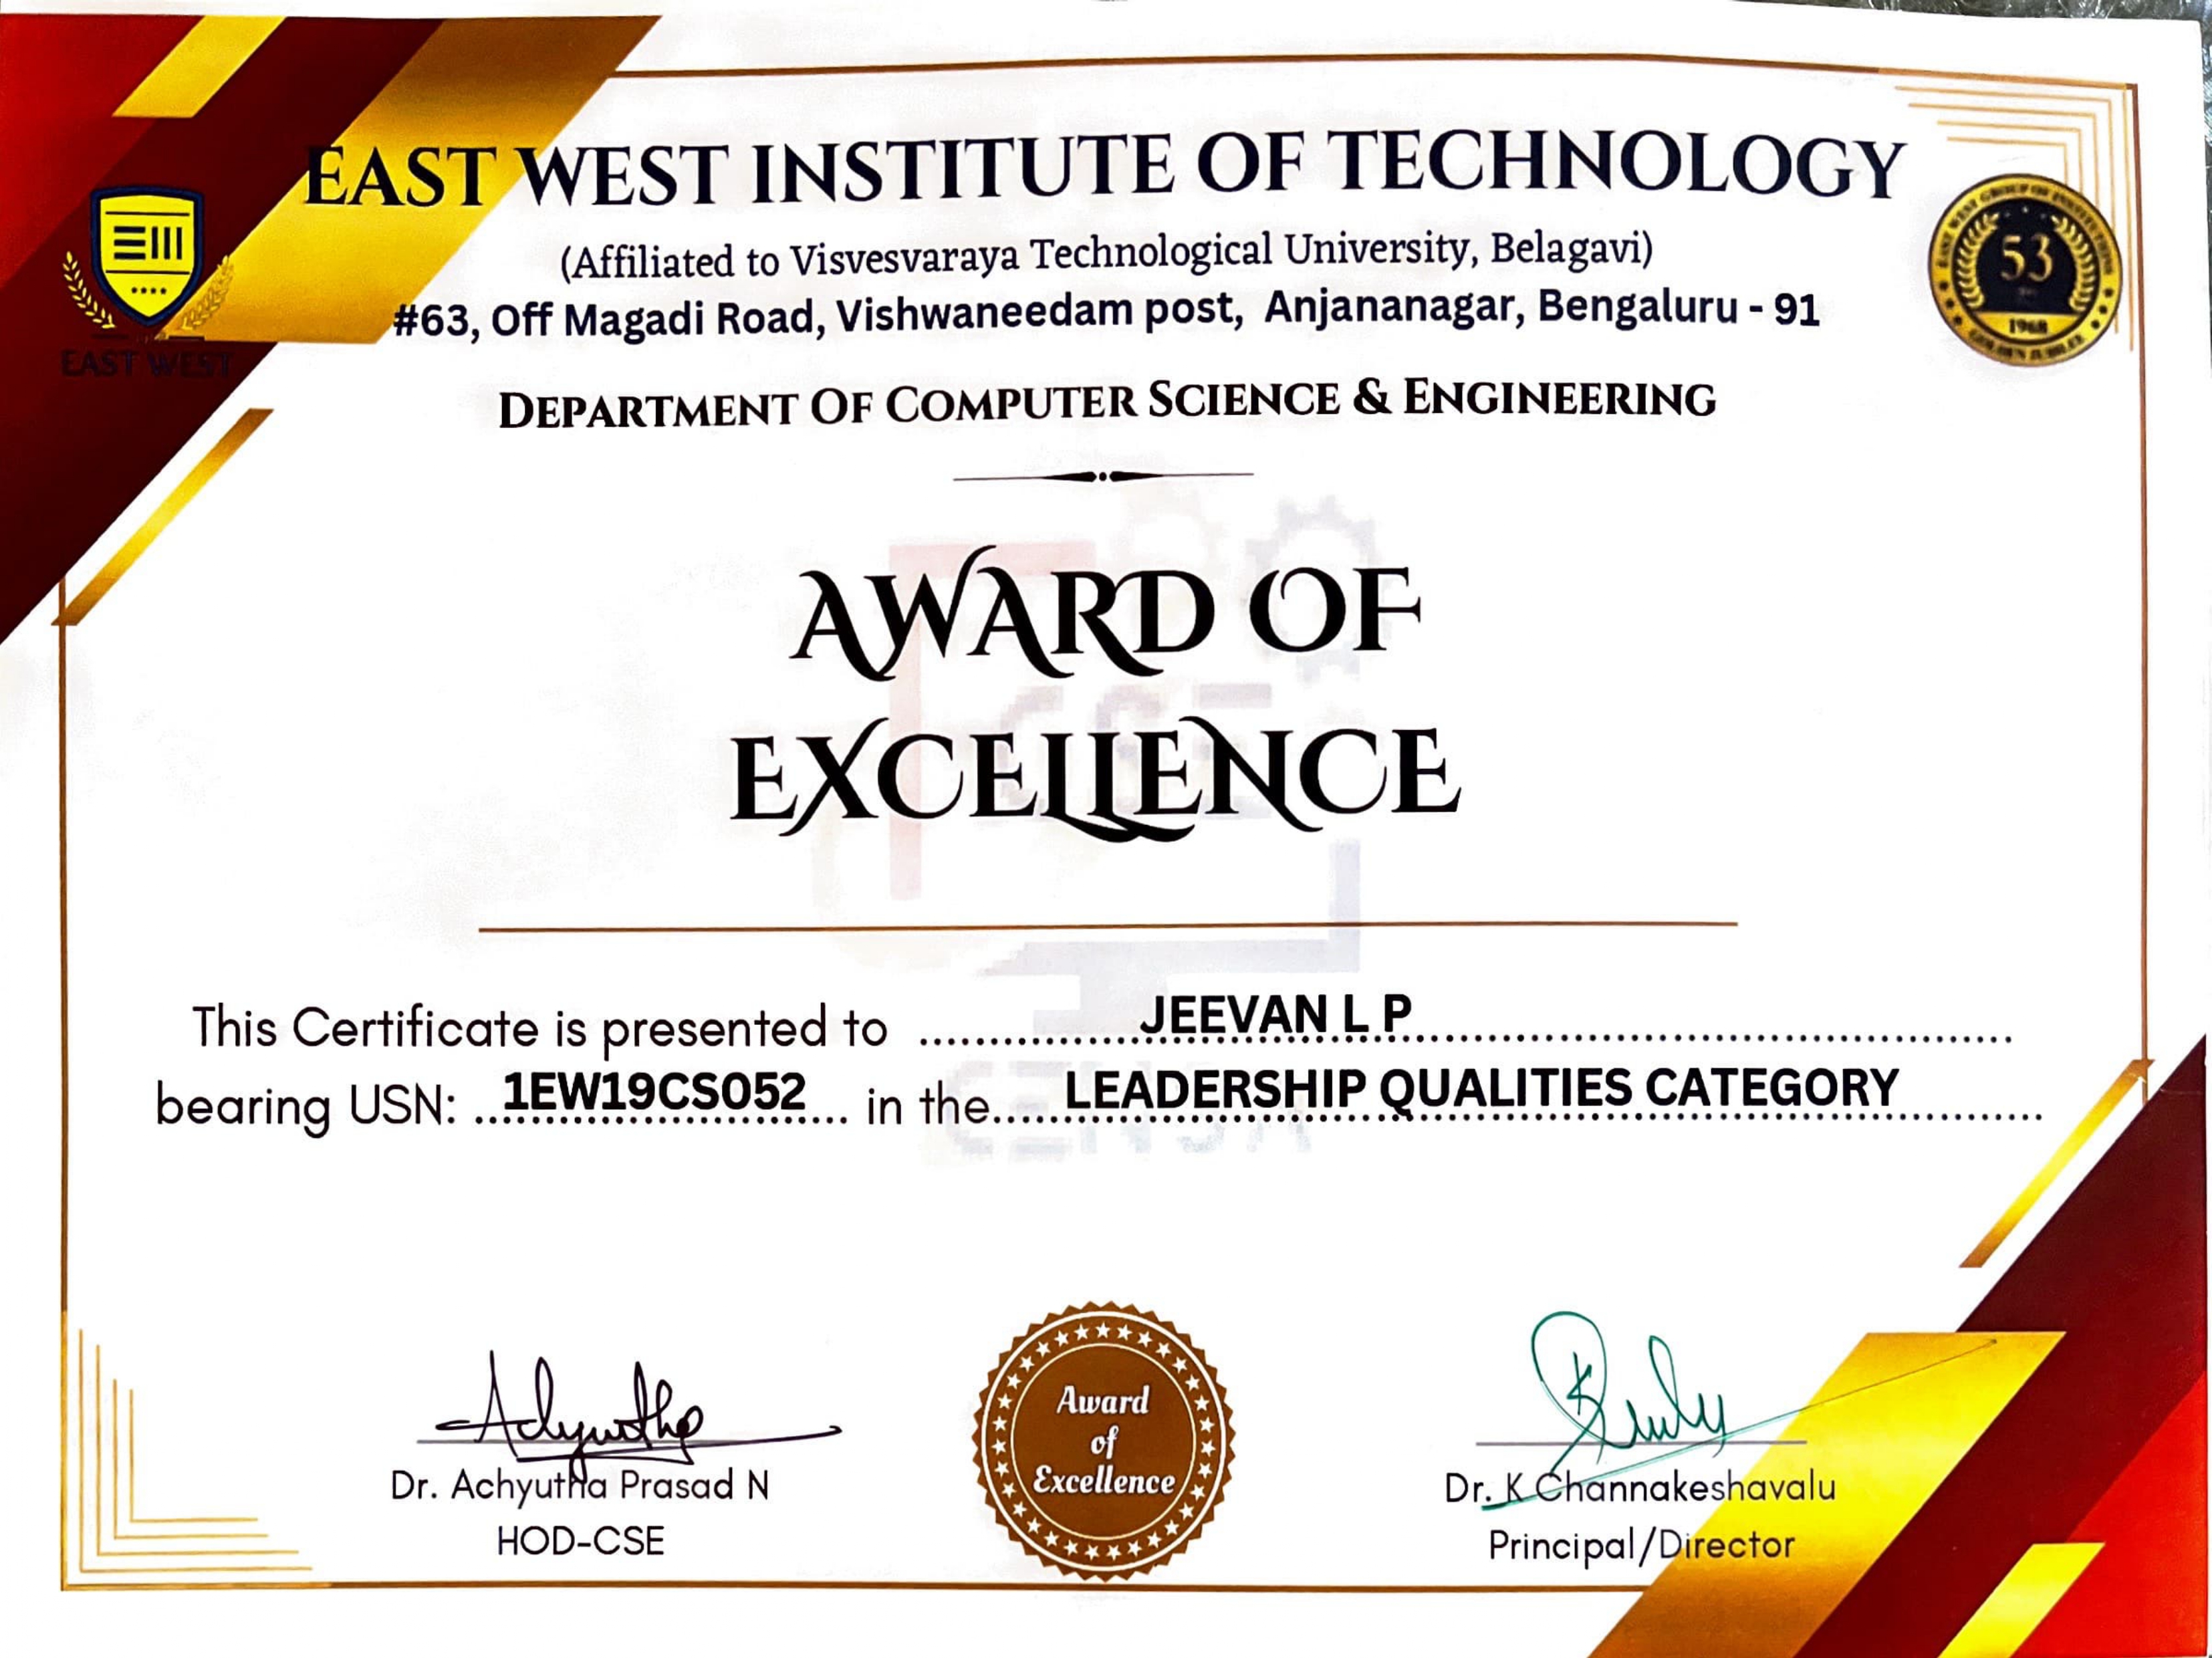 EAST WEST INSTITUTE OF TECHNOLOGY
(Affiliated to Visvesvaraya Technological University, Belagavi)
#63, Off Magadi Road, Vishwaneedam post, Anjananagar, Bengaluru - 91
EAST WEST
53
1968
DEPARTMENT OF COMPUTER SCIENCE & ENGINEERING
AWARD OF
EXCELLENCE
This Certificate is presented to JEEVAN L P
bearing USN: 1EW19CS052 in the LEADERSHIP QUALITIES CATEGORY
Award
of
Excellence
Dr. Achyutha Prasad N
HOD-CSE
Dr. K Channakeshavalu
Principal/Director